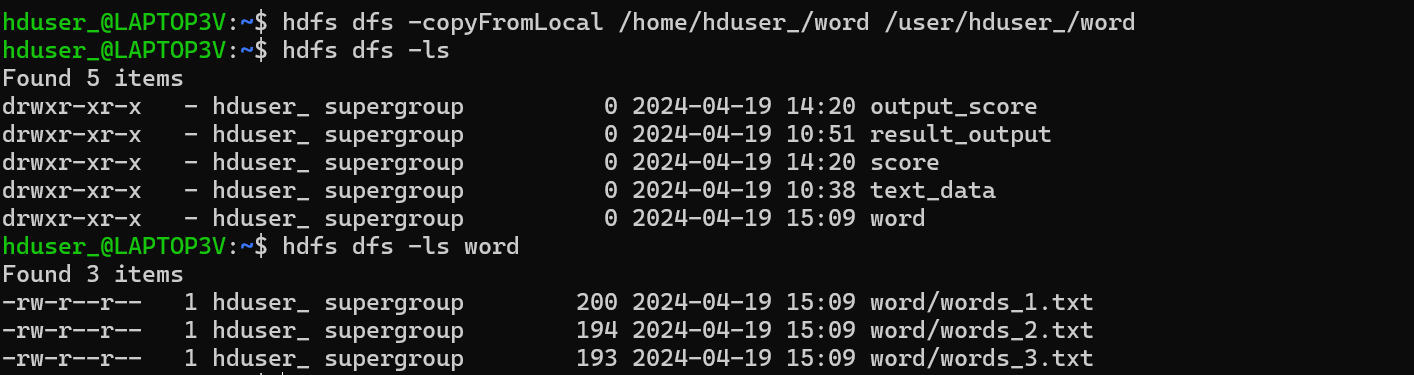 hduser_@LAPTOP3V:~$ hdfs dfs -copyFromLocal /home/hduser_/word /user/hduser_/word
hduser_@LAPTOP3V:~$ hdfs dfs -ls
Found 5 items
drwxr-xr-x   - hduser_ supergroup          0 2024-04-19 14:20 output_score
drwxr-xr-x   - hduser_ supergroup          0 2024-04-19 10:51 result_output
drwxr-xr-x   - hduser_ supergroup          0 2024-04-19 14:20 score
drwxr-xr-x   - hduser_ supergroup          0 2024-04-19 10:38 text_data
drwxr-xr-x   - hduser_ supergroup          0 2024-04-19 15:09 word
hduser_@LAPTOP3V:~$ hdfs dfs -ls word
Found 3 items
-rw-r--r--   1 hduser_ supergroup        200 2024-04-19 15:09 word/words_1.txt
-rw-r--r--   1 hduser_ supergroup        194 2024-04-19 15:09 word/words_2.txt
-rw-r--r--   1 hduser_ supergroup        193 2024-04-19 15:09 word/words_3.txt